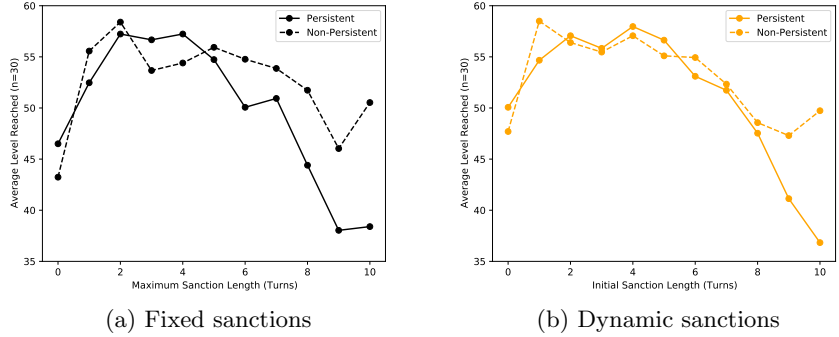 60
55
50
45
40
35
Average Level Reached (n=30)
0 2 4 6 8 10
Maximum Sanction Length (Turns)
Persistent
Non-Persistent
(a) Fixed sanctions
60
55
50
45
40
35
Average Level Reached (n=30)
0 2 4 6 8 10
Initial Sanction Length (Turns)
Persistent
Non-Persistent
(b) Dynamic sanctions